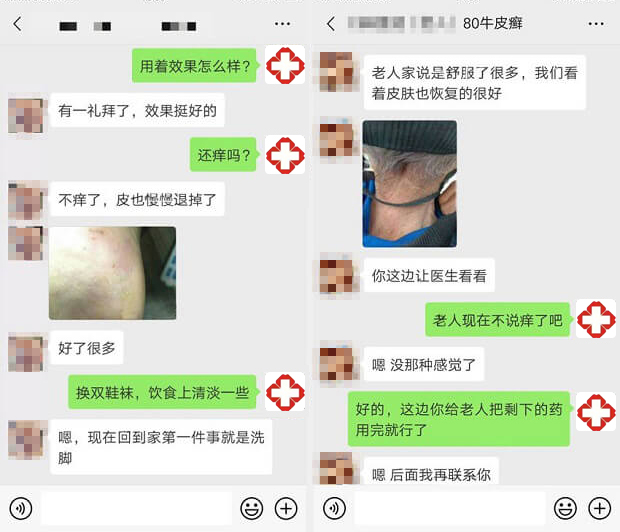 用着效果怎么样？
有一礼拜了，效果挺好的
还痒吗？
不痒了，皮也慢慢退掉了
好了很多
换双鞋袜，饮食上清淡一些
嗯，现在回到家第一件事就是洗
脚
80牛皮癣
老人家说是舒服了很多，我们看
着皮肤也恢复的很好
你这边让医生看看
老人现在不说痒了吧
嗯 没那种感觉了
好的，这边你给老人把剩下的药
用完就行了
嗯 后面我再联系你